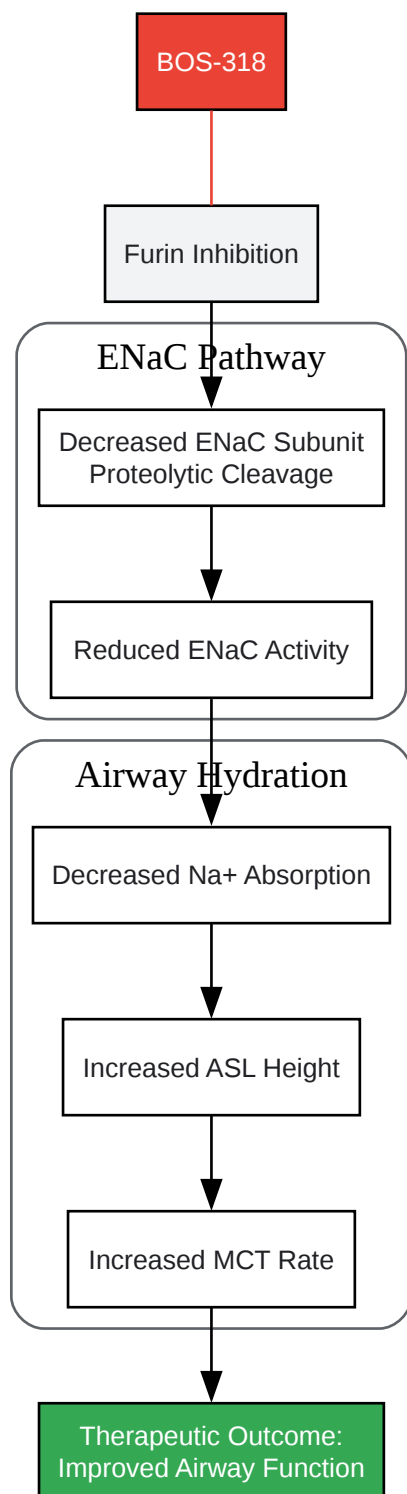 BOS-318
Furin Inhibition
ENaC Pathway
Decreased ENaC Subunit
Proteolytic Cleavage
Reduced ENaC Activity
Airway Hydration
Decreased Na+ Absorption
Increased ASL Height
Increased MCT Rate
Therapeutic Outcome:
Improved Airway Function